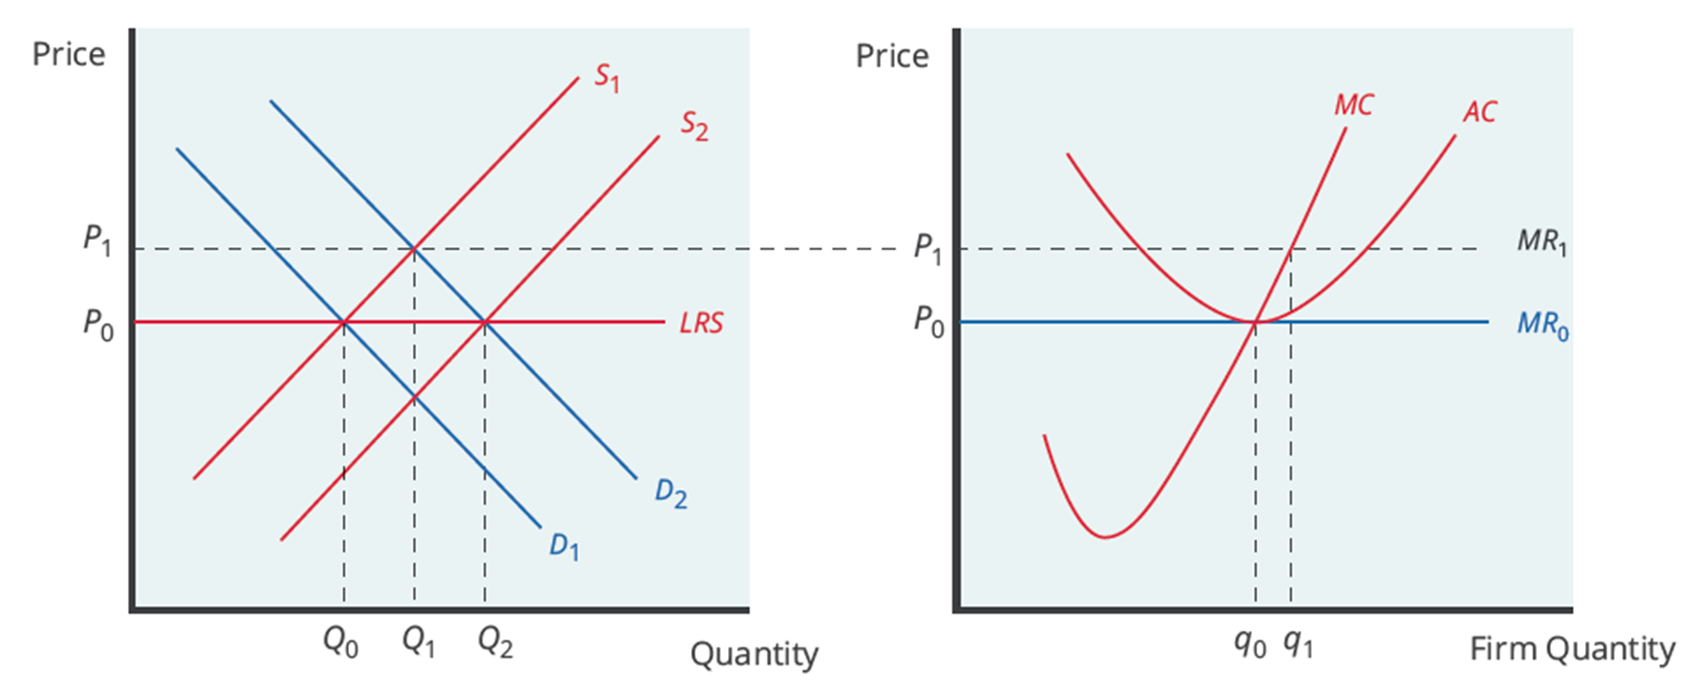 Price
S1
S2
P1
P0
LRS
D2
D1
Q0 Q1 Q2
Quantity
Price
MC
AC
P1
MR1
P0
MR0
q0 q1
Firm Quantity